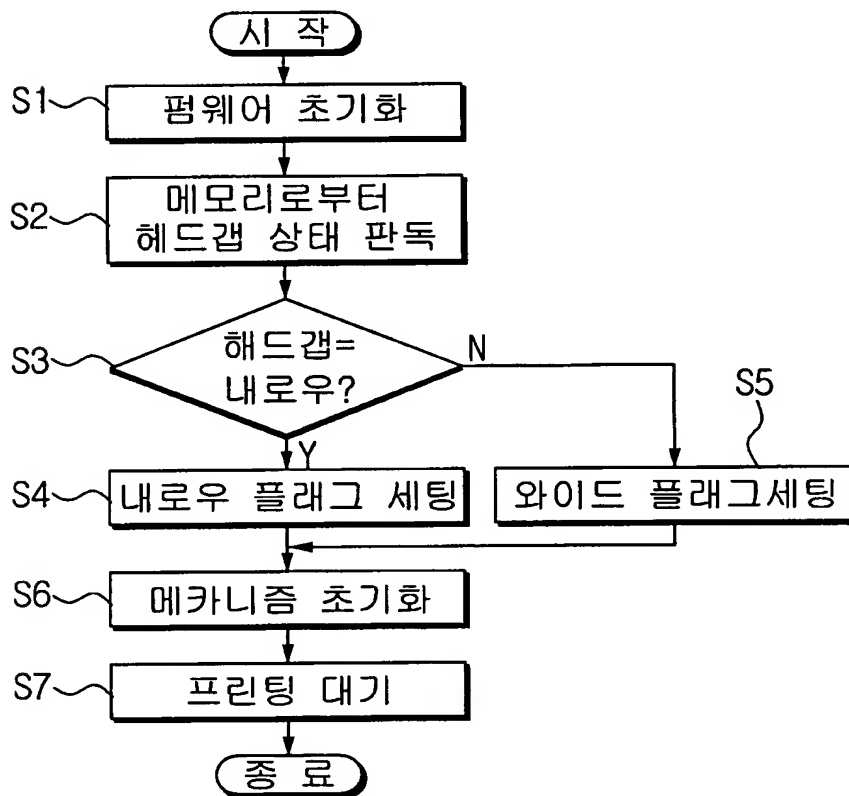 시 작
S1
펌웨어 초기화
S2
메모리로부터
헤드갭 상태 판독
S3
해드갭=
내로우?
N
Y
S5
S4
내로우 플래그 세팅
와이드 플래그세팅
S6
메카니즘 초기화
S7
프린팅 대기
종 료